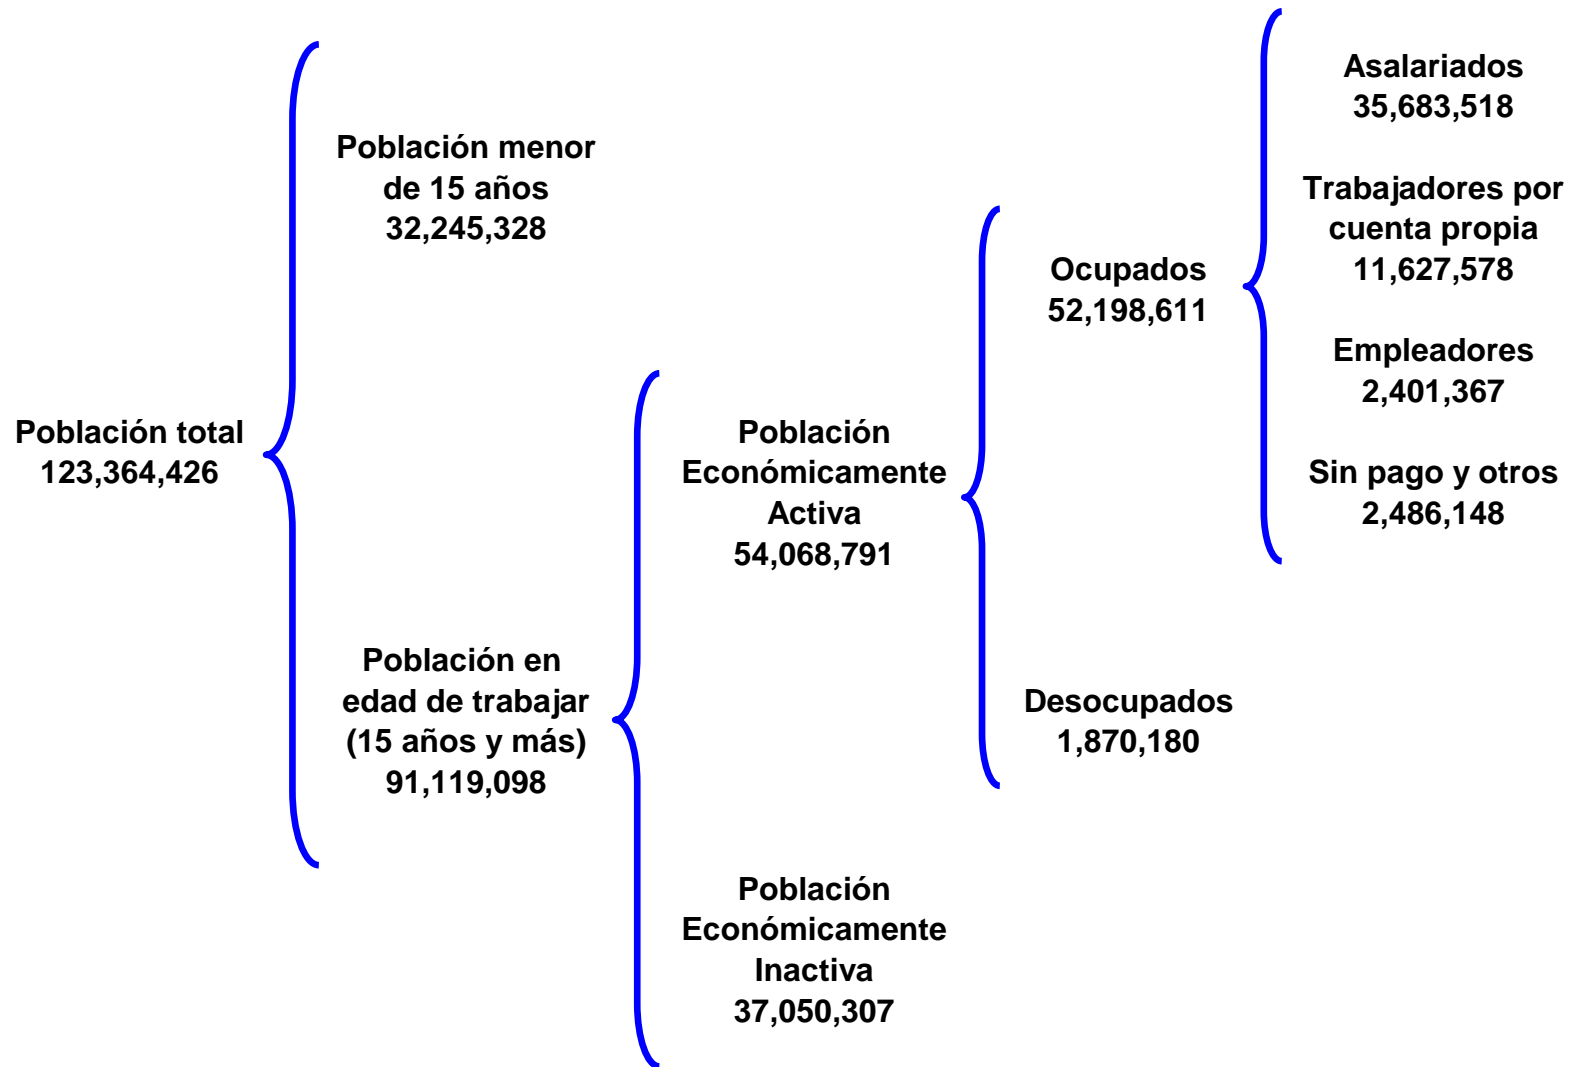 Población total
123,364,426
Población menor
de 15 años
32,245,328
Población en
edad de trabajar
(15 años y más)
91,119,098
Población
Económicamente
Activa
54,068,791
Población
Económicamente
Inactiva
37,050,307
Ocupados
52,198,611
Desocupados
1,870,180
Asalariados
35,683,518
Trabajadores por
cuenta propia
11,627,578
Empleadores
2,401,367
Sin pago y otros
2,486,148